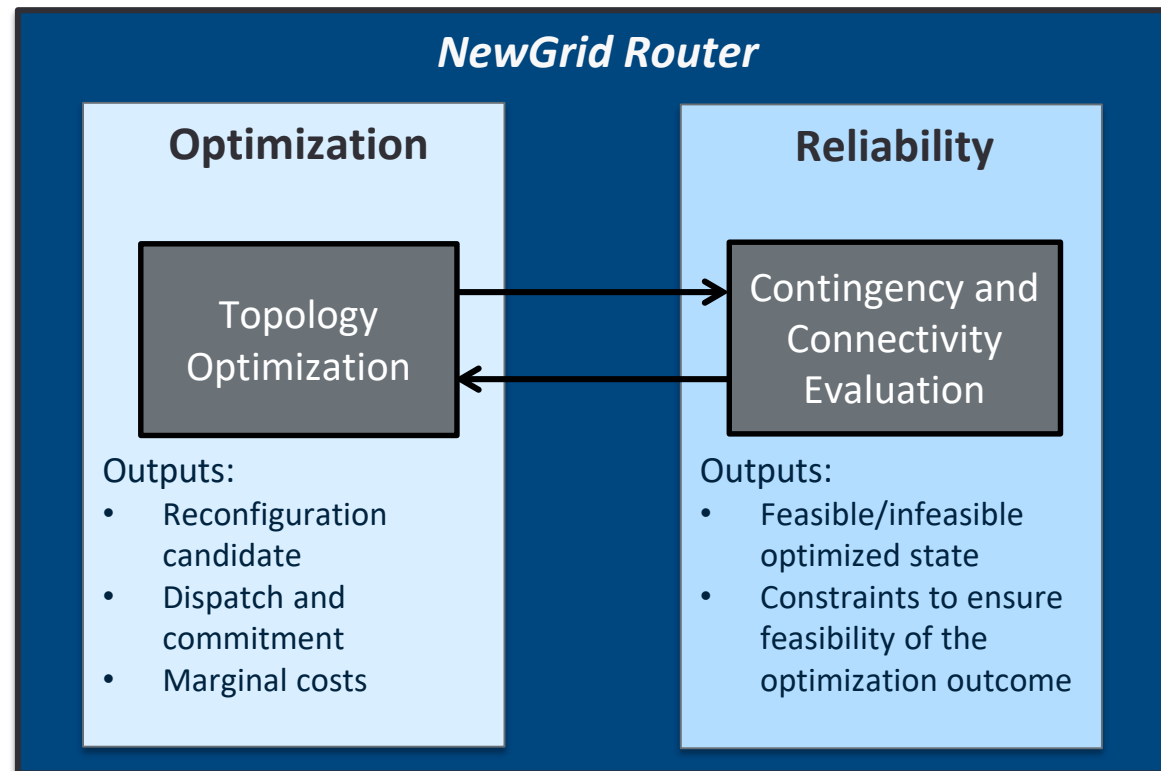 NewGrid Router
Optimization
Topology
Optimization
Outputs:
• Reconfiguration
candidate
• Dispatch and
commitment
• Marginal costs
Reliability
Contingency and
Connectivity
Evaluation
Outputs:
• Feasible/infeasible
optimized state
• Constraints to ensure
feasibility of the
optimization outcome